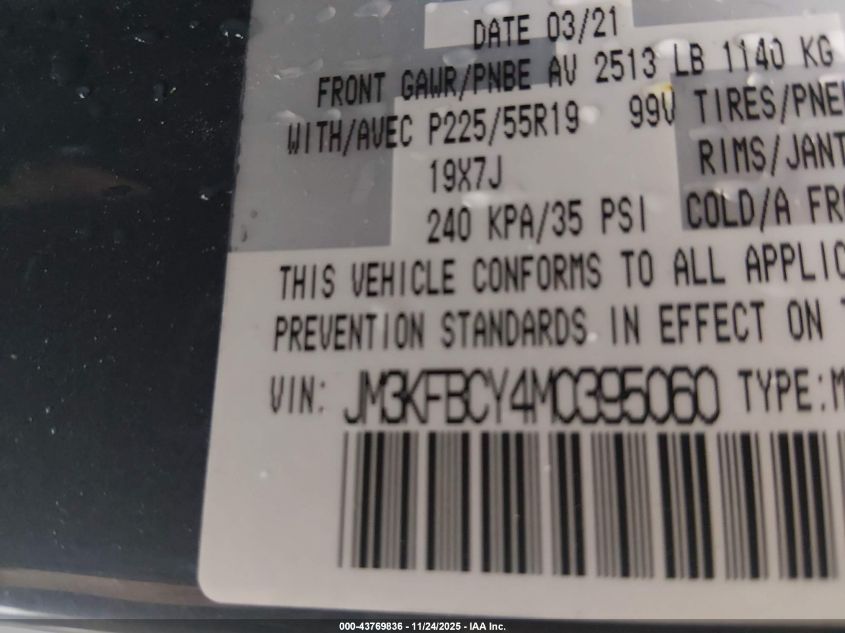 DATE 03/21
FRONT GAWR/PNBE AV 2513 LB 1140 KG
WITH/AVEC P225/55R19 99V TIRES/PNE
19X7J RIMS/JANT
240 KPA/35 PSI COLD/A FRO
THIS VEHICLE CONFORMS TO ALL APPLIC
PREVENTION STANDARDS IN EFFECT ON T
VIN: JM3KFBCY4M0395060 TYPE:M
000-43769836 - 11/24/2025 - IAA Inc.